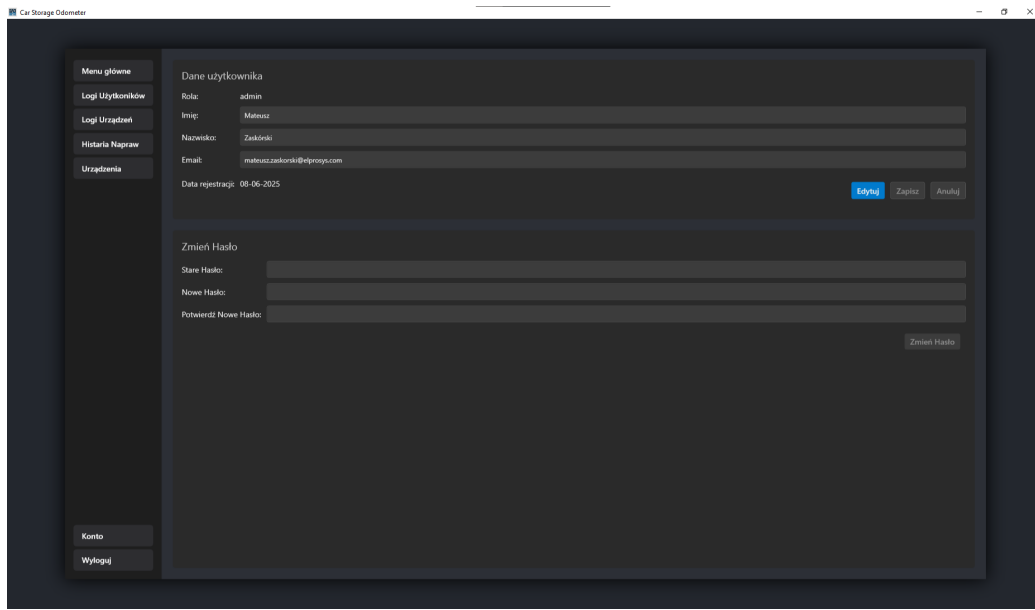 Car Storage Odometer
Menu główne
Logi Użytkoników
Logi Urządzeń
Histaria Napraw
Urządzenia
Konto
Wyloguj
Dane użytkownika
Rola: admin
Imię: Mateusz
Nazwisko: Zaskórski
Email: mateusz.zaskorski@elprosys.com
Data rejestracji: 08-06-2025
Edytuj Zapisz Anuluj
Zmień Hasło
Stare Hasło:
Nowe Hasło:
Potwierdź Nowe Hasło:
Zmień Hasło